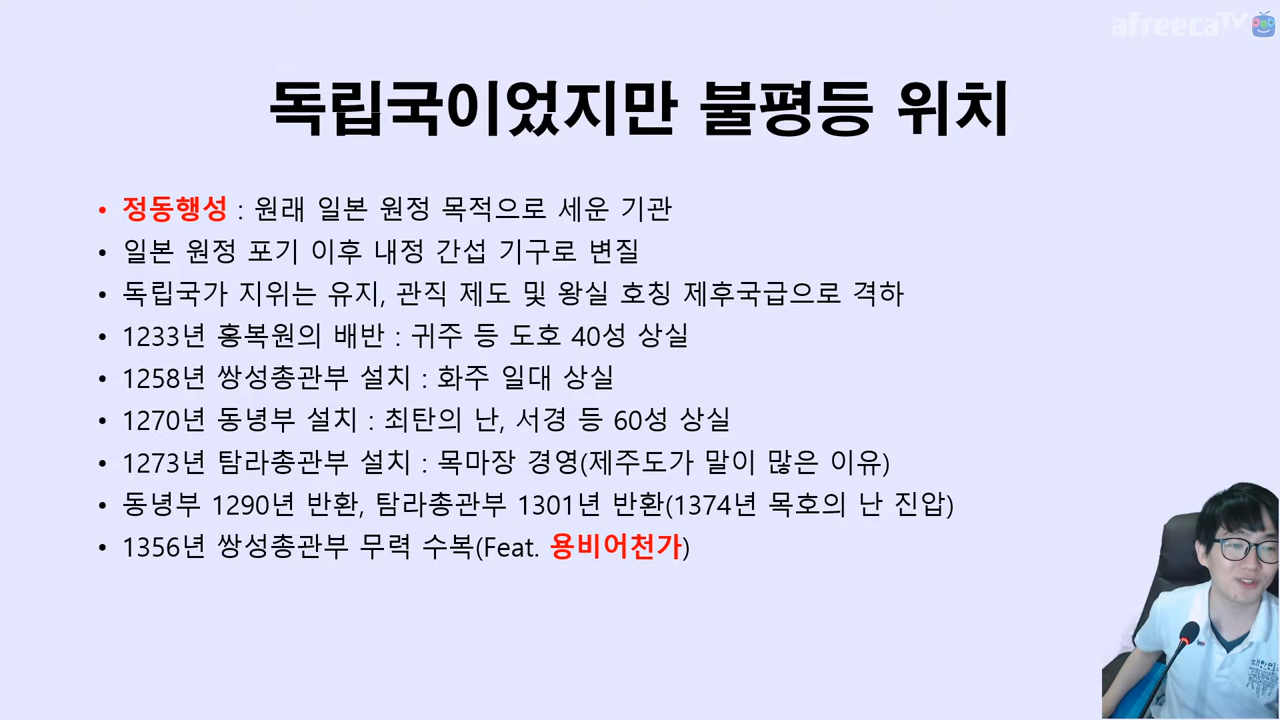 afreecaTV
독립국이었지만 불평등 위치
• 정동행성 : 원래 일본 원정 목적으로 세운 기관
• 일본 원정 포기 이후 내정 간섭 기구로 변질
• 독립국가 지위는 유지, 관직 제도 및 왕실 호칭 제후국급으로 격하
• 1233년 홍복원의 배반 : 귀주 등 도호 40성 상실
• 1258년 쌍성총관부 설치 : 화주 일대 상실
• 1270년 동녕부 설치 : 최탄의 난, 서경 등 60성 상실
• 1273년 탐라총관부 설치 : 목마장 경영(제주도가 말이 많은 이유)
• 동녕부 1290년 반환, 탐라총관부 1301년 반환(1374년 목호의 난 진압)
• 1356년 쌍성총관부 무력 수복(Feat. 용비어천가)